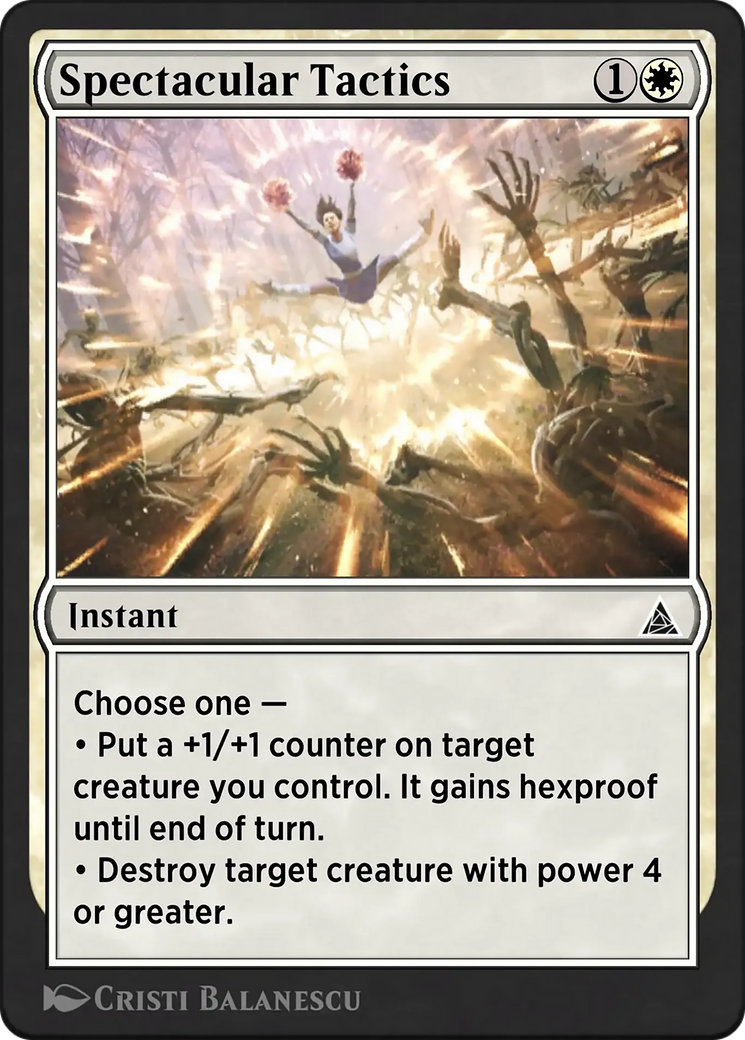 Spectacular Tactics 1
Instant
Choose one —
• Put a +1/+1 counter on target
creature you control. It gains hexproof
until end of turn.
• Destroy target creature with power 4
or greater.
Cristi Balanescu